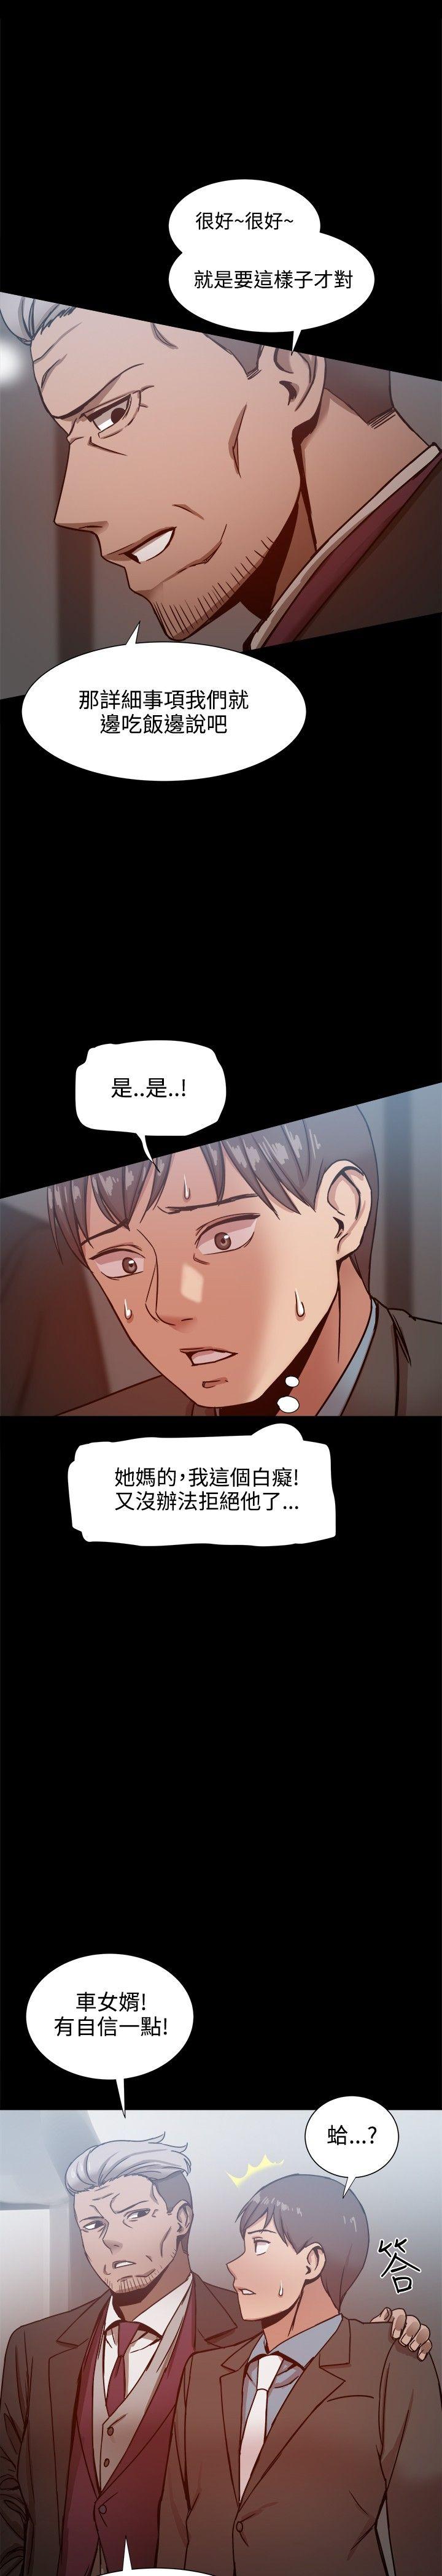 很好~很好~
就是要這樣子才對
那詳細事項我們就
邊吃飯邊說吧
是..是..!
她媽的,我這個白癡!
又沒辦法拒絕他了...
車女婿!
有自信一點!
蛤...?
答